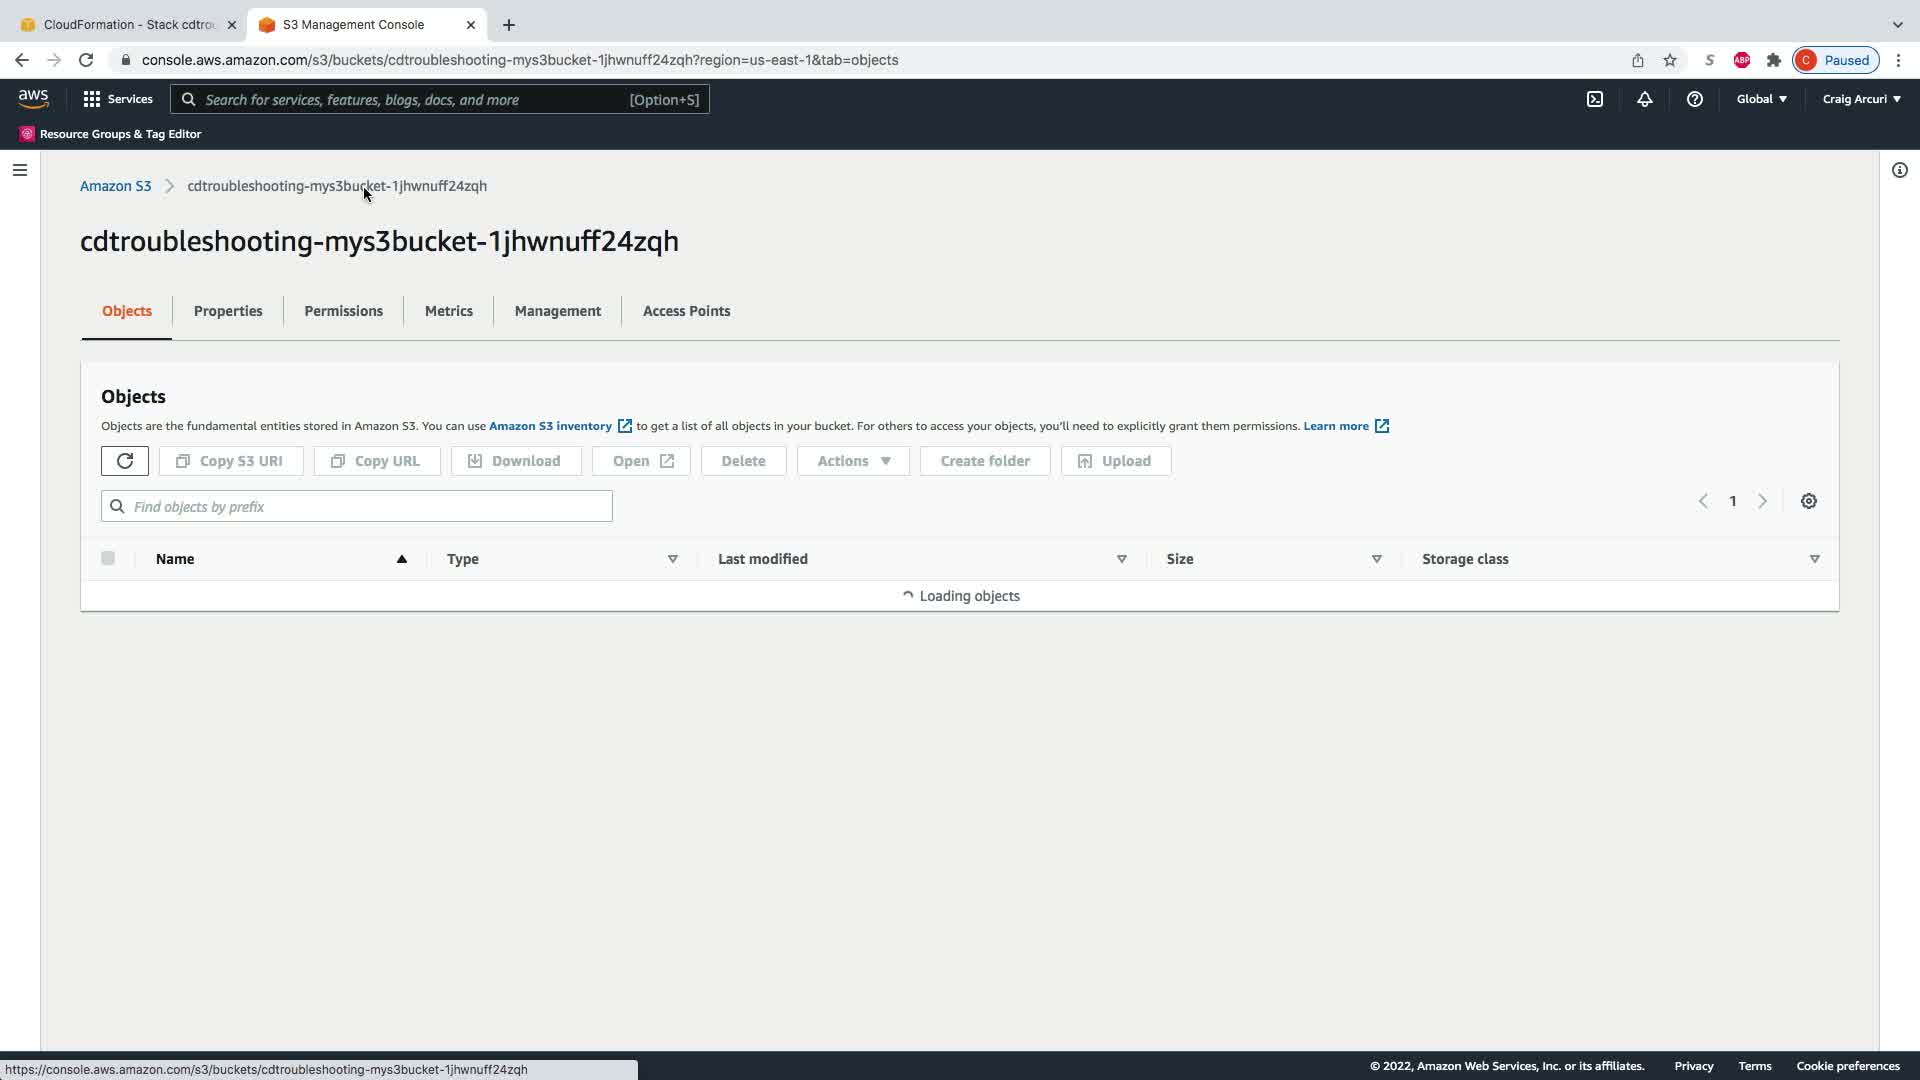 CloudFormation - Stack cdtrou
S3 Management Console
console.aws.amazon.com/s3/buckets/cdtroubleshooting-mys3bucket-1jhwnuff24zqh?region=us-east-1&tab=objects
S
ABP
C Paused
aws
Services
Search for services, features, blogs, docs, and more [Option+S]
Global
Craig Arcuri
Resource Groups & Tag Editor
Amazon S3 > cdtroubleshooting-mys3bucket-1jhwnuff24zqh
cdtroubleshooting-mys3bucket-1jhwnuff24zqh
Objects Properties Permissions Metrics Management Access Points
Objects
Objects are the fundamental entities stored in Amazon S3. You can use Amazon S3 inventory to get a list of all objects in your bucket. For others to access your objects, you'll need to explicitly grant them permissions. Learn more
Copy S3 URI Copy URL Download Open Delete Actions Create folder Upload
Find objects by prefix
1
Name Type Last modified Size Storage class
Loading objects
© 2022, Amazon Web Services, Inc. or its affiliates. Privacy Terms Cookie preferences
https://console.aws.amazon.com/s3/buckets/cdtroubleshooting-mys3bucket-1jhwnuff24zqh